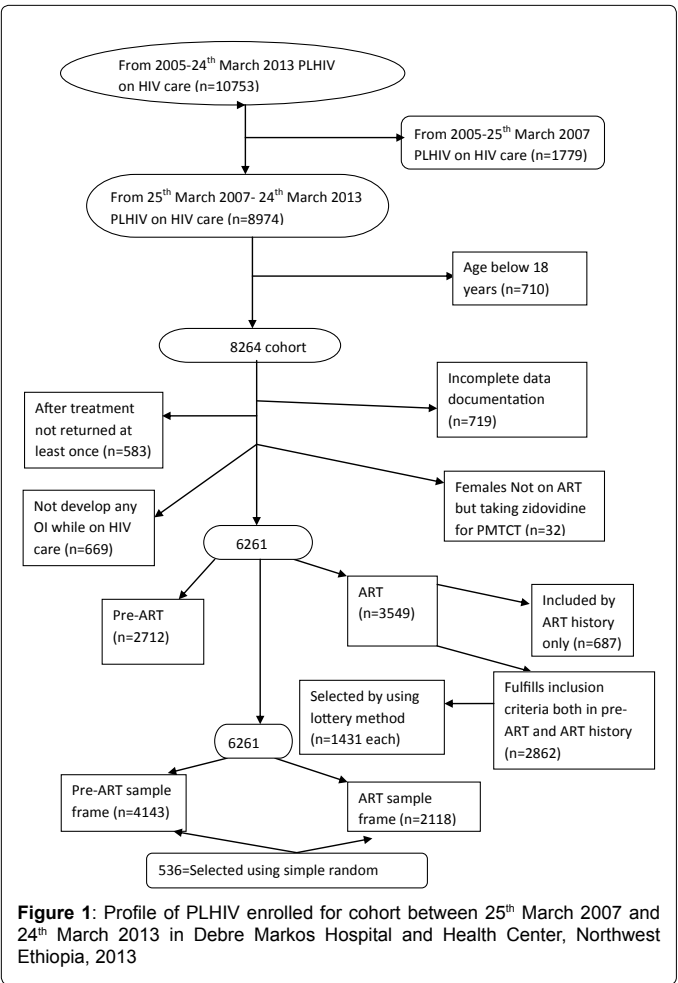 From 2005-24th March 2013 PLHIV
on HIV care (n=10753)
From 2005-25th March 2007
PLHIV on HIV care (n=1779)
From 25th March 2007- 24th March 2013
PLHIV on HIV care (n=8974)
Age below 18
years (n=710)
8264 cohort
Incomplete data
documentation
(n=719)
After treatment
not returned at
least once (n=583)
Females Not on ART
but taking zidovidine
for PMTCT (n=32)
Not develop any
OI while on HIV
care (n=669)
6261
ART
(n=3549)
Included by
ART history
only (n=687)
Pre-ART
(n=2712)
Fulfills inclusion
criteria both in pre-
ART and ART history
(n=2862)
Selected by using
lottery method
(n=1431 each)
6261
Pre-ART sample
frame (n=4143)
ART sample
frame (n=2118)
536=Selected using simple random
Figure 1: Profile of PLHIV enrolled for cohort between 25th March 2007 and
24th March 2013 in Debre Markos Hospital and Health Center, Northwest
Ethiopia, 2013